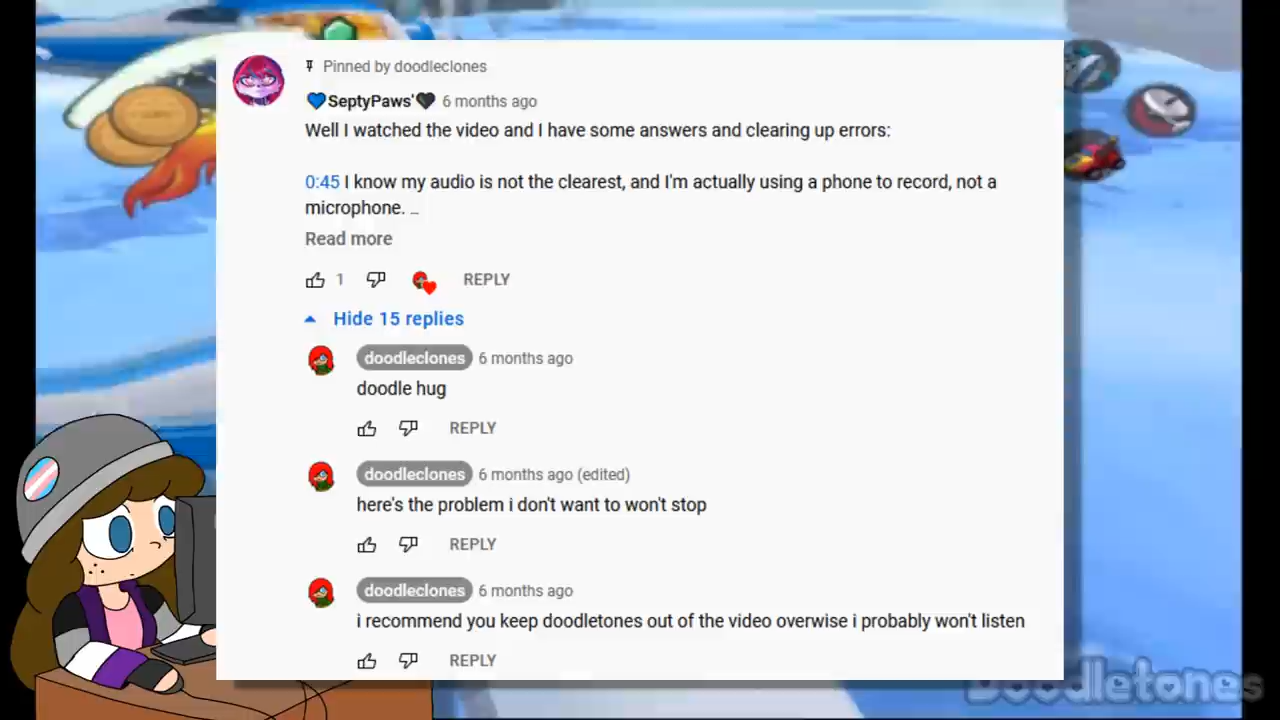 Pinned by doodleclones
💙SeptyPaws'🖤 6 months ago
Well I watched the video and I have some answers and clearing up errors:
0:45 I know my audio is not the clearest, and I'm actually using a phone to record, not a
microphone. ...
Read more
1 REPLY
Hide 15 replies
doodleclones 6 months ago
doodle hug
REPLY
doodleclones 6 months ago (edited)
here's the problem i don't want to won't stop
REPLY
doodleclones 6 months ago
i recommend you keep doodletones out of the video overwise i probably won't listen
REPLY
Doodletones